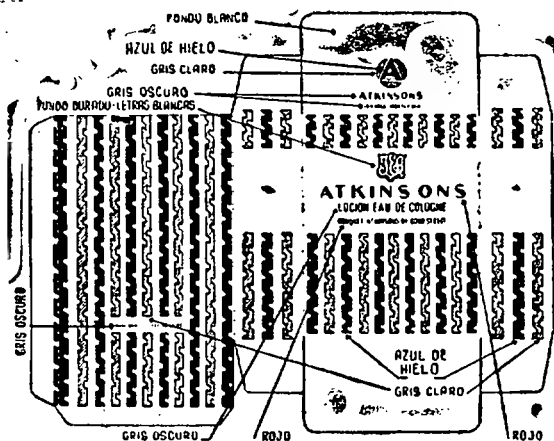 FONDO BLANCO
AZUL DE HIELO
GRIS CLARO
A
ATKINSONS
GRIS OSCURO
FONDO DORADO-LETRAS BLANCAS
ATKINSONS
LOCION EAU DE COLOGNE
GRIS OSCURO
AZUL DE
HIELO
GRIS CLARO
GRIS OSCURO
ROJO
ROJO